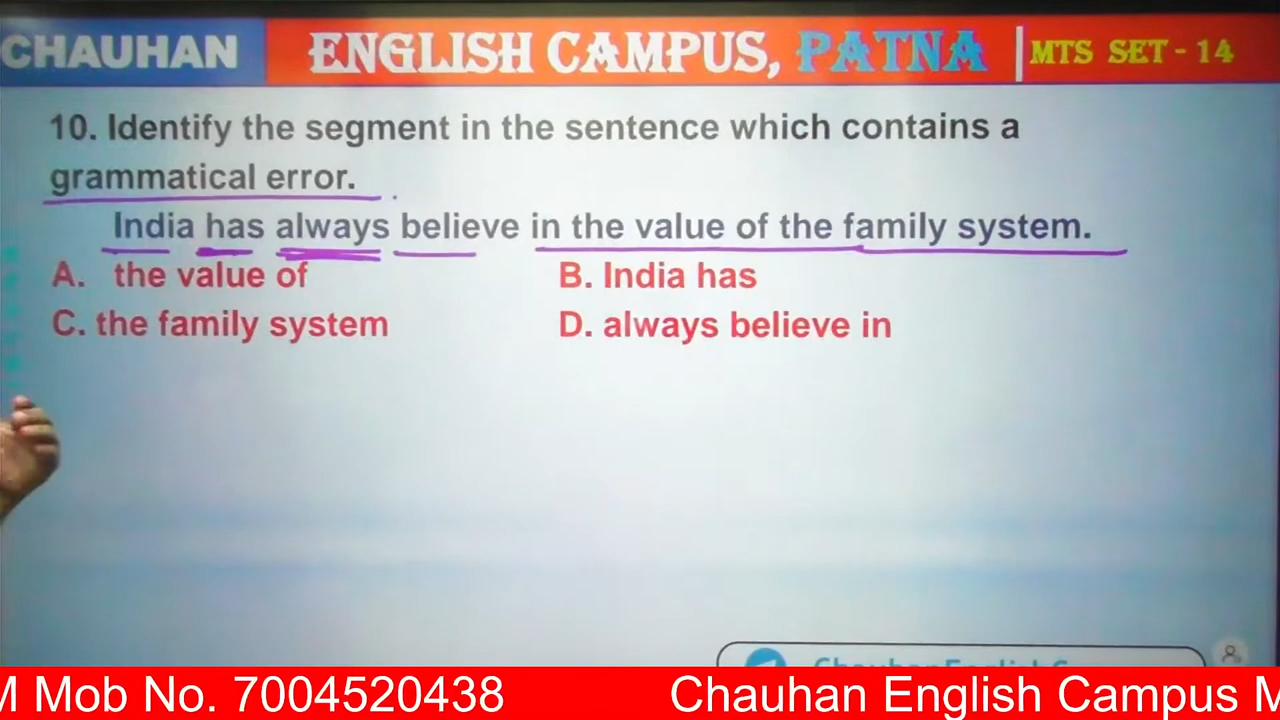 CHAUHAN ENGLISH CAMPUS, PATNA | MTS SET - 14
10. Identify the segment in the sentence which contains a
grammatical error.
India has always believe in the value of the family system.
A. the value of B. India has
C. the family system D. always believe in
Chauhan English
M Mob No. 7004520438 Chauhan English Campus M